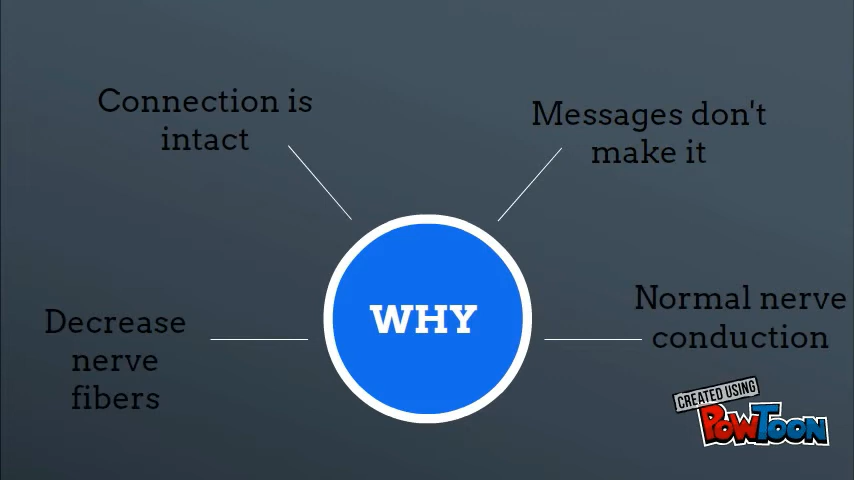 Connection is
intact
Messages don't
make it
WHY
Decrease
nerve
fibers
Normal nerve
conduction
CREATED USING
POWTOON